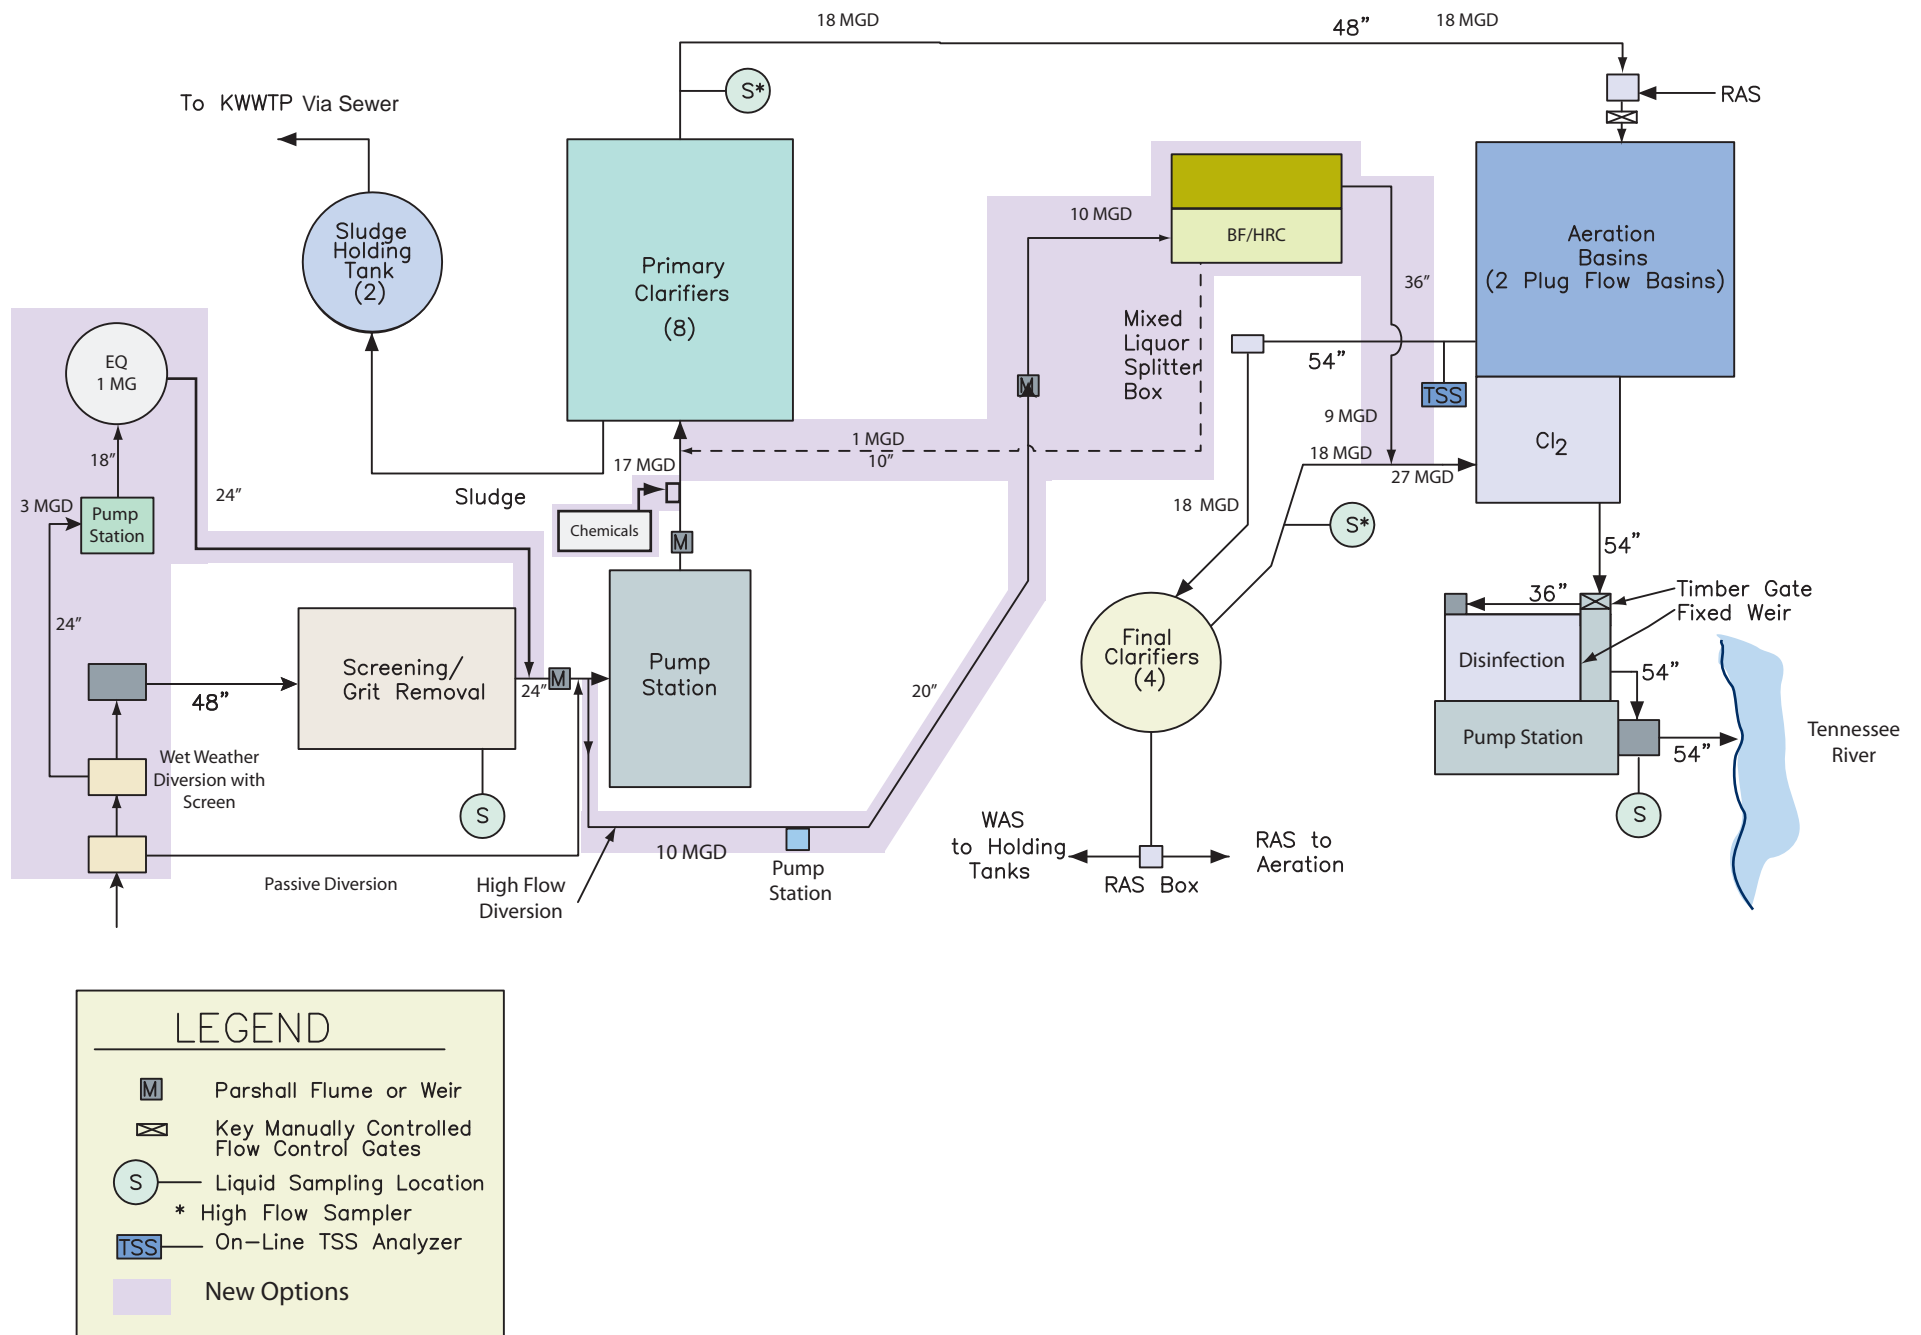 18 MGD
48”
18 MGD
S*
To KWWTP Via Sewer
RAS
Sludge
Holding
Tank
(2)
Primary
Clarifiers
(8)
10 MGD
BF/HRC
Aeration
Basins
(2 Plug Flow Basins)
36”
Mixed
Liquor
Splitter
Box
54”
TSS
EQ
1 MG
M
9 MGD
1 MGD
10”
18 MGD
27 MGD
Cl2
18”
17 MGD
24”
Sludge
3 MGD
Pump
Station
Chemicals
M
18 MGD
S*
54”
24”
36”
Timber Gate
Fixed Weir
Screening/
Grit Removal
24”
M
Pump
Station
20”
Final
Clarifiers
(4)
Disinfection
54”
48”
Pump Station
54”
Tennessee
River
Wet Weather
Diversion with
Screen
S
S
10 MGD
Pump
Station
WAS
to Holding
Tanks
RAS to
Aeration
RAS Box
Passive Diversion
High Flow
Diversion
LEGEND
M Parshall Flume or Weir
Key Manually Controlled
Flow Control Gates
S Liquid Sampling Location
* High Flow Sampler
TSS On-Line TSS Analyzer
New Options